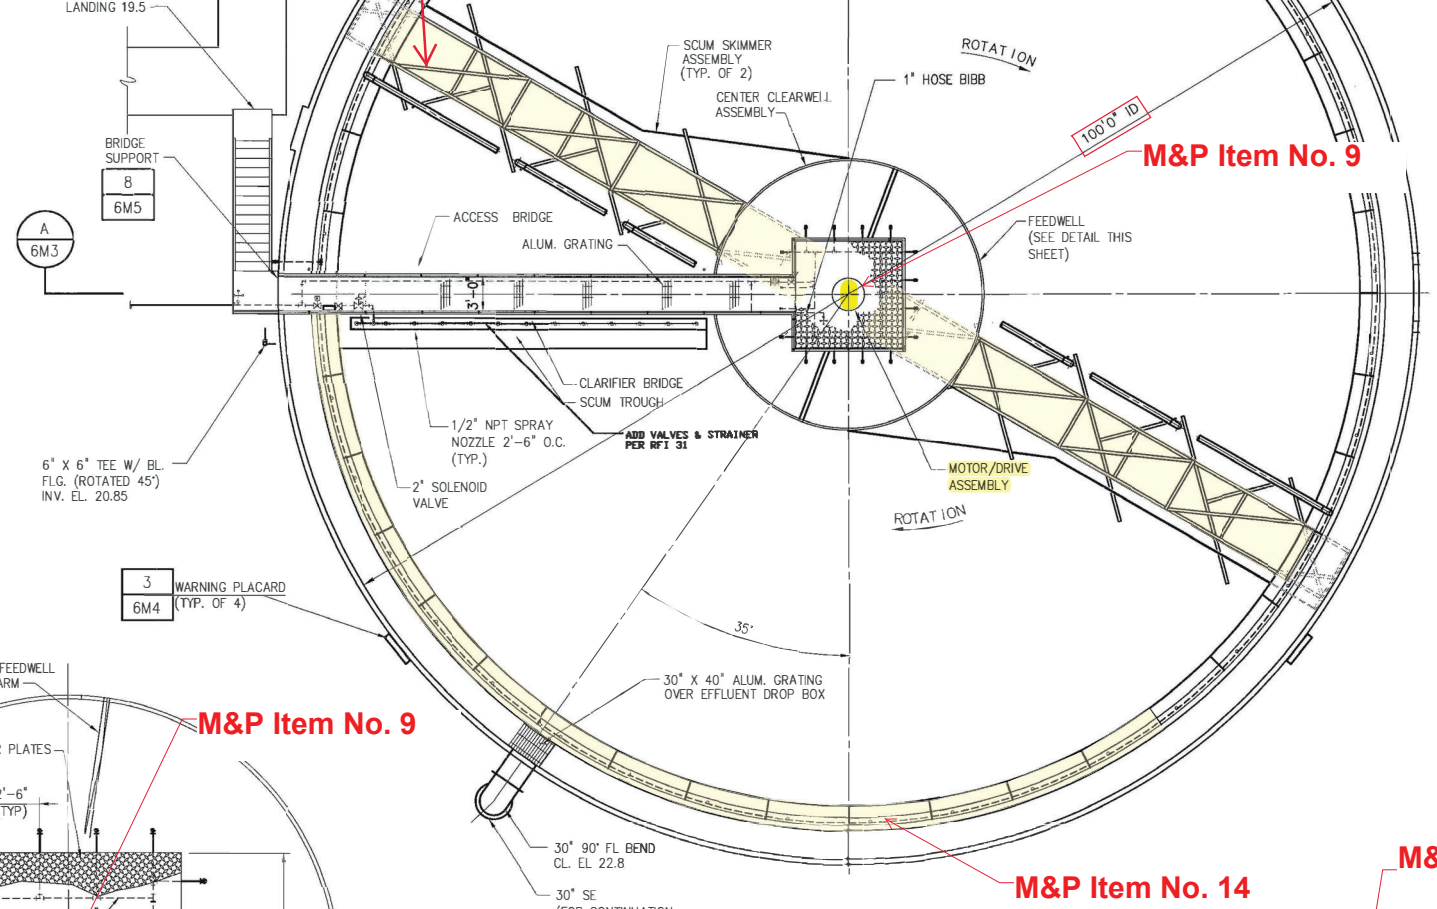 LANDING 19.5
SCUM SKIMMER
ASSEMBLY
(TYP. OF 2)
ROTATION
1" HOSE BIBB
CENTER CLEARWELL
ASSEMBLY
100'0" ID
M&P Item No. 9
BRIDGE
SUPPORT
8
6M5
A
6M3
ACCESS BRIDGE
ALUM. GRATING
FEEDWELL
(SEE DETAIL THIS
SHEET)
3'-0"
CLARIFIER BRIDGE
SCUM TROUGH
1/2" NPT SPRAY
NOZZLE 2'-6" O.C.
(TYP.)
ADD VALVES & STRAINER
PER RFI 31
6" X 6" TEE W/ BL.
FLG. (ROTATED 45°)
INV. EL. 20.85
2" SOLENOID
VALVE
MOTOR/DRIVE
ASSEMBLY
ROTATION
3
6M4
WARNING PLACARD
(TYP. OF 4)
35°
FEEDWELL
ARM
30" X 40" ALUM. GRATING
OVER EFFLUENT DROP BOX
M&P Item No. 9
PLATES
2'-6"
TYP)
30" 90° FL BEND
CL. EL 22.8
30" SE
(FOR CONTINUATION
M&P Item No. 14
M&